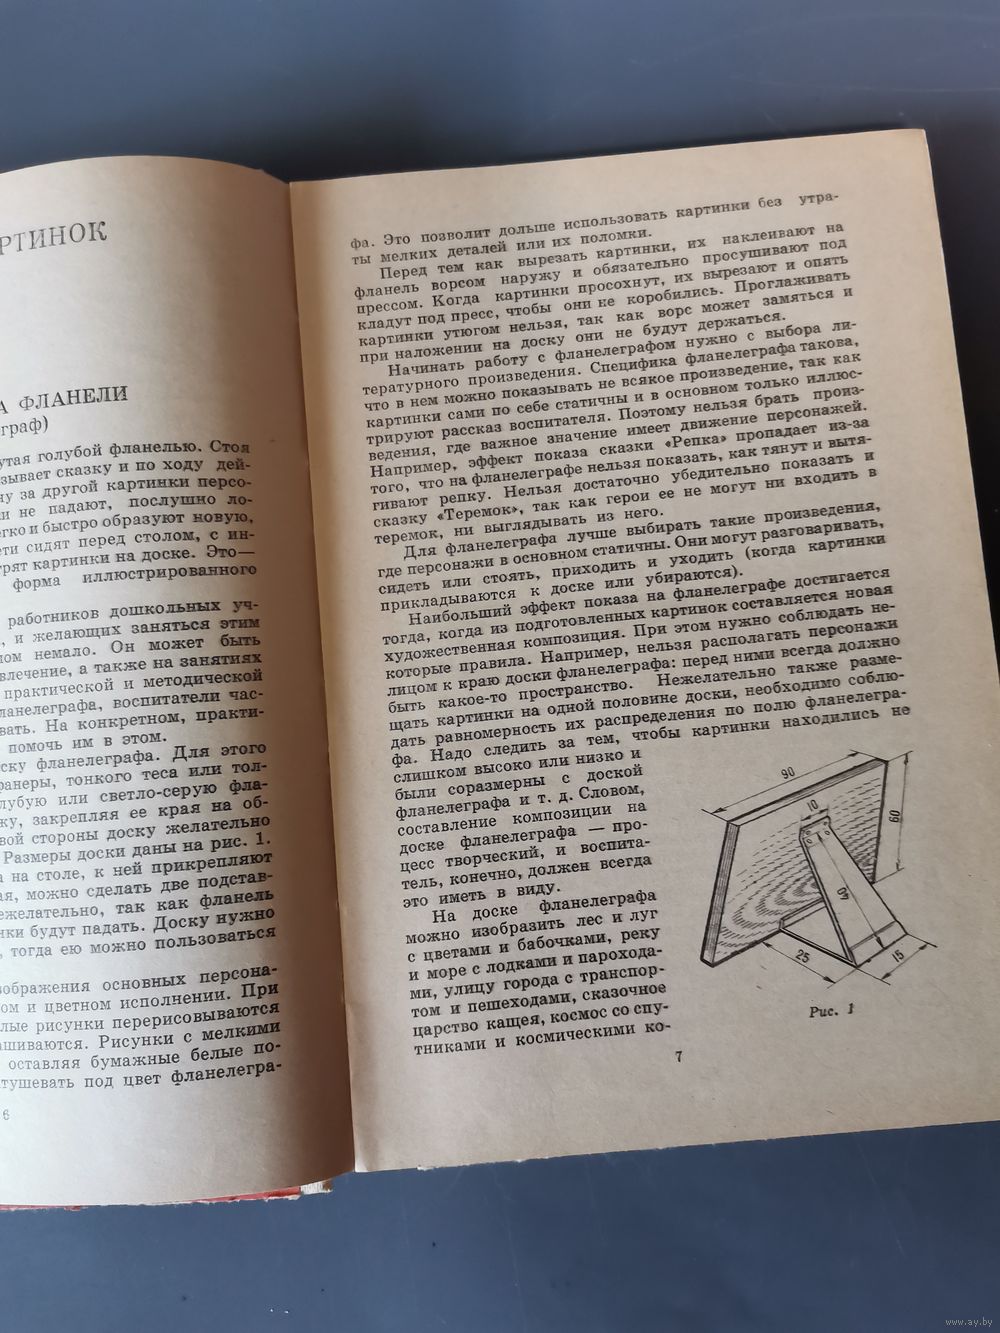 РТИНОК
А ФЛАНЕЛИ
граф)
утая голубой фланелью. Стоя
зывает сказку и по ходу дей-
ну за другой картинки персо-
и не падают, послушно ло-
егко и быстро образуют новую,
ети сидят перед столом, с ин-
трят картинки на доске. Это—
форма иллюстрированного
работников дошкольных уч-
, и желающих заняться этим
ом немало. Он может быть
влечение, а также на занятиях
практической и методической
ланелеграфа, воспитатели час-
вать. На конкретном, практи-
помочь им в этом.
ску фланелеграфа. Для этого
фанеры, тонкого теса или тол-
лубую или светло-серую фла-
жу, закрепляя ее края на об-
вой стороны доску желательно
Размеры доски даны на рис. 1.
а на столе, к ней прикрепляют
ая, можно сделать две подстав-
ежелательно, так как фланель
нки будут падать. Доску нужно
, тогда ею можно пользоваться
ображения основных персона-
ом и цветном исполнении. При
лые рисунки перерисовываются
ашиваются. Рисунки с мелкими
оставляя бумажные белые по-
тушевать под цвет фланелегра-
6
фа. Это позволит дольше использовать картинки без утра-
ты мелких деталей или их поломки.
Перед тем как вырезать картинки, их наклеивают на
фланель ворсом наружу и обязательно просушивают под
прессом. Когда картинки просохнут, их вырезают и опять
кладут под пресс, чтобы они не коробились. Проглаживать
картинки утюгом нельзя, так как ворс может замяться и
при наложении на доску они не будут держаться.
Начинать работу с фланелеграфом нужно с выбора ли-
тературного произведения. Специфика фланелеграфа такова,
что в нем можно показывать не всякое произведение, так как
картинки сами по себе статичны и в основном только иллюс-
трируют рассказ воспитателя. Поэтому нельзя брать произ-
ведения, где важное значение имеет движение персонажей.
Например, эффект показа сказки «Репка» пропадает из-за
того, что на фланелеграфе нельзя показать, как тянут и вытя-
гивают репку. Нельзя достаточно убедительно показать и
сказку «Теремок», так как герои ее не могут ни входить в
теремок, ни выглядывать из него.
Для фланелеграфа лучше выбирать такие произведения,
где персонажи в основном статичны. Они могут разговаривать,
сидеть или стоять, приходить и уходить (когда картинки
прикладываются к доске или убираются).
Наибольший эффект показа на фланелеграфе достигается
тогда, когда из подготовленных картинок составляется новая
художественная композиция. При этом нужно соблюдать не-
которые правила. Например, нельзя располагать персонажи
лицом к краю доски фланелеграфа: перед ними всегда должно
быть какое-то пространство. Нежелательно также разме-
щать картинки на одной половине доски, необходимо соблю-
дать равномерность их распределения по полю фланелегра-
фа. Надо следить за тем, чтобы картинки находились не
слишком высоко или низко и
были соразмерны с доской
фланелеграфа и т. д. Словом,
составление композиции на
доске фланелеграфа — про-
цесс творческий, и воспита-
тель, конечно, должен всегда
это иметь в виду.
На доске фланелеграфа
можно изобразить лес и луг
с цветами и бабочками, реку
и море с лодками и парохода-
ми, улицу города с транспор-
том и пешеходами, сказочное
царство кащея, космос со спу-
тниками и космическими ко-
90
10
60
40
25
15
Рис. 1
7
www.ay.by